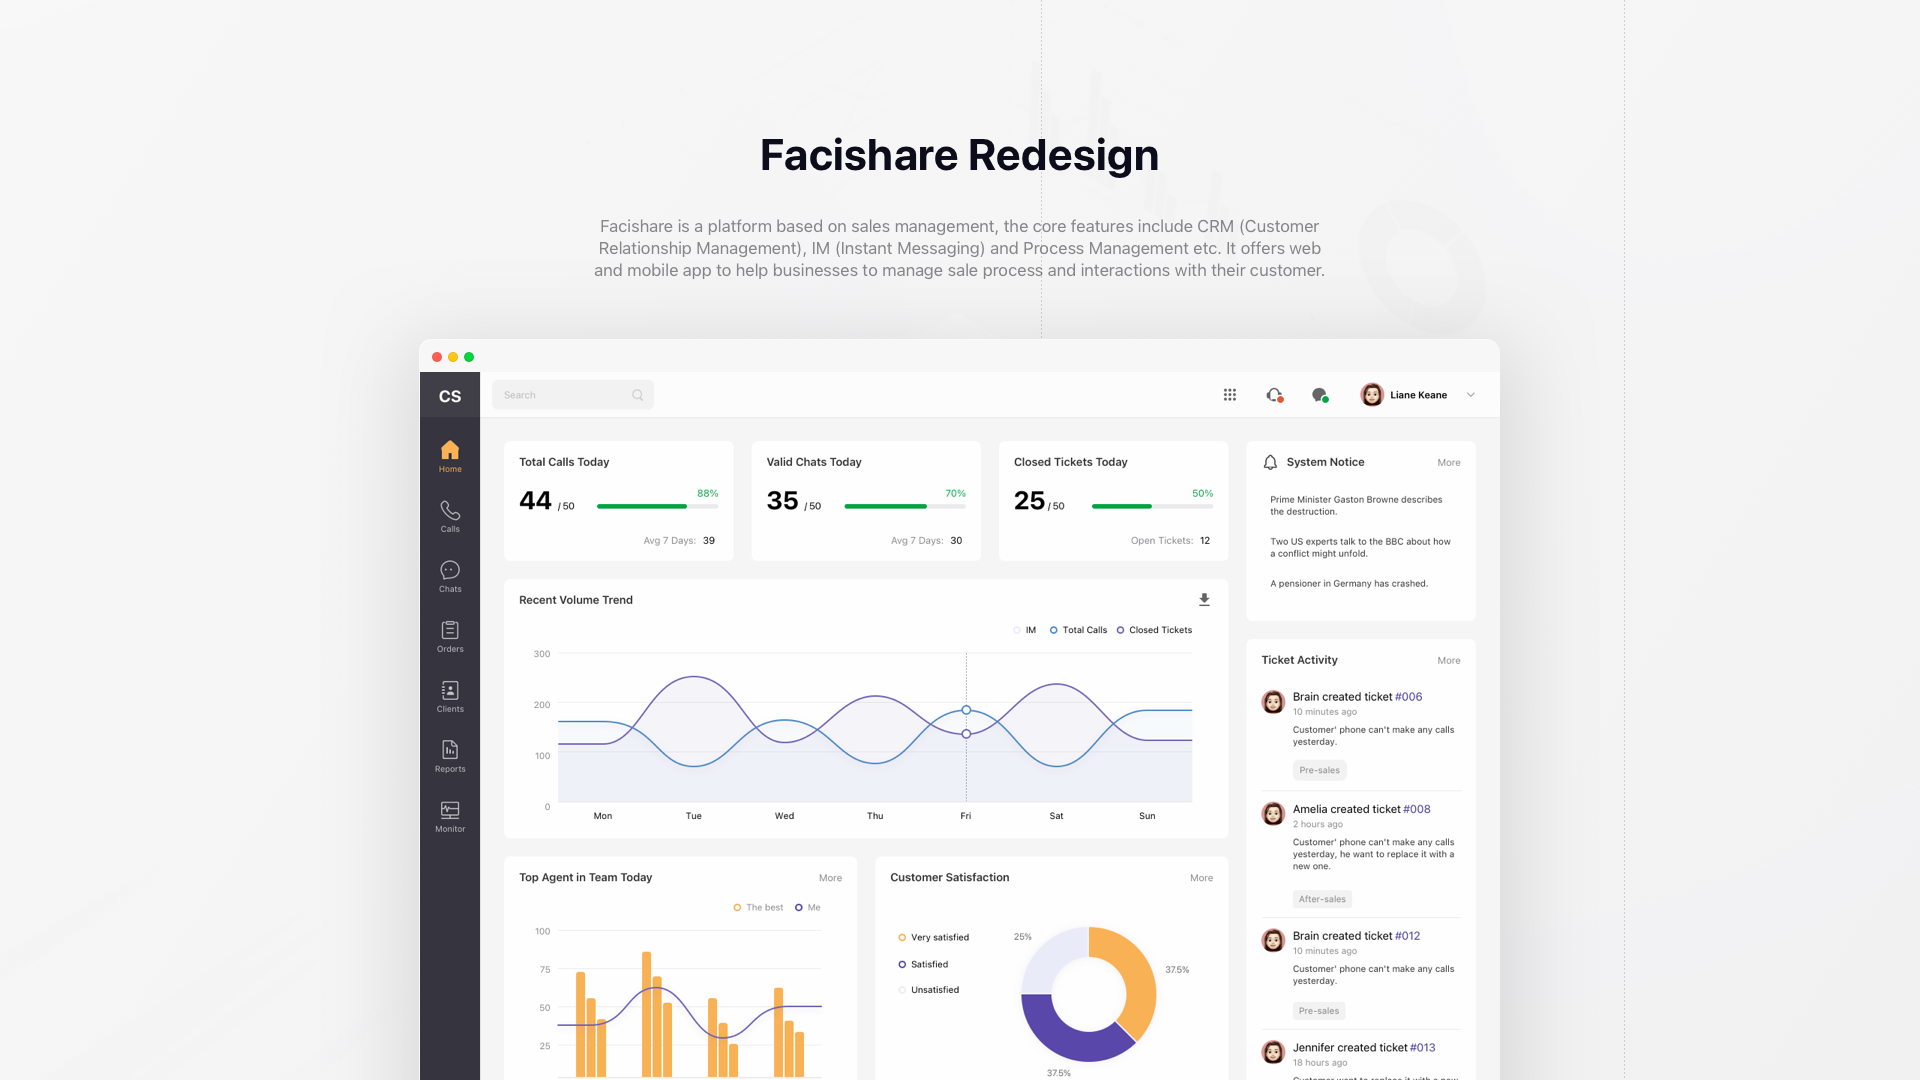 Facishare Redesign
Facishare is a platform based on sales management, the core features include CRM (Customer
Relationship Management), IM (Instant Messaging) and Process Management etc. It offers web
and mobile app to help businesses to manage sale process and interactions with their customer.
CS
Search
Liane Keane
Home
Calls
Chats
Orders
Clients
Reports
Monitor
Total Calls Today
88%
44 / 50
Avg 7 Days: 39
Valid Chats Today
70%
35 / 50
Avg 7 Days: 30
Closed Tickets Today
50%
25 / 50
Open Tickets: 12
System Notice
More
Prime Minister Gaston Browne describes
the destruction.
Two US experts talk to the BBC about how
a conflict might unfold.
A pensioner in Germany has crashed.
Recent Volume Trend
IM Total Calls Closed Tickets
300
200
100
0
Mon Tue Wed Thu Fri Sat Sun
Ticket Activity
More
Brain created ticket #006
10 minutes ago
Customer' phone can't make any calls
yesterday.
Pre-sales
Amelia created ticket #008
2 hours ago
Customer' phone can't make any calls
yesterday, he want to replace it with a
new one.
After-sales
Brain created ticket #012
10 minutes ago
Customer' phone can't make any calls
yesterday.
Pre-sales
Jennifer created ticket #013
18 hours ago
Top Agent in Team Today
More
The best Me
100
75
50
25
Customer Satisfaction
More
Very satisfied
Satisfied
Unsatisfied
25%
37.5%
37.5%